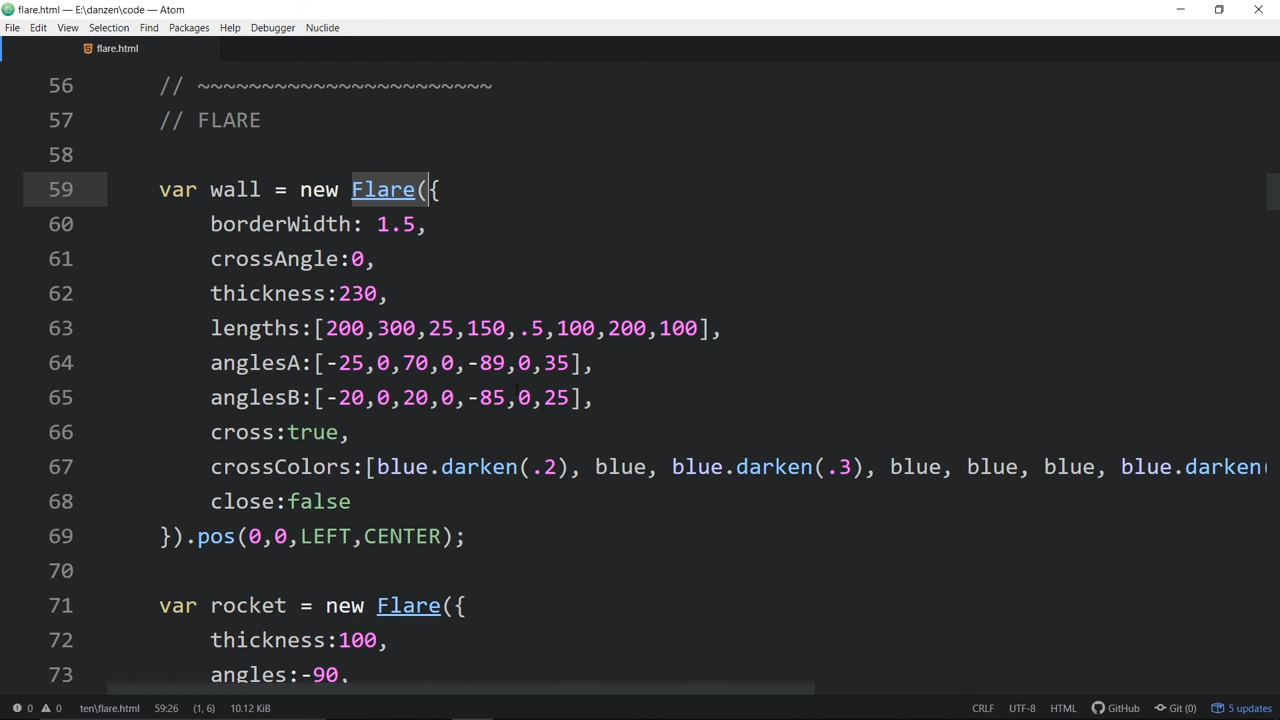 flare.html — E:\danzen\code — Atom
File Edit View Selection Find Packages Help Debugger Nuclide
flare.html
56 // ~~~~~~~~~~~~~~~~~~~~~~~
57 // FLARE
58
59 var wall = new Flare({
60 borderWidth: 1.5,
61 crossAngle:0,
62 thickness:230,
63 lengths:[200,300,25,150,.5,100,200,100],
64 anglesA:[-25,0,70,0,-89,0,35],
65 anglesB:[-20,0,20,0,-85,0,25],
66 cross:true,
67 crossColors:[blue.darken(.2), blue, blue.darken(.3), blue, blue, blue, blue.darken(
68 close:false
69 }).pos(0,0,LEFT,CENTER);
70
71 var rocket = new Flare({
72 thickness:100,
73 angles:-90,
0 0 ten\flare.html 59:26 (1, 6) 10.12 KiB CRLF UTF-8 HTML GitHub Git (0) 5 updates